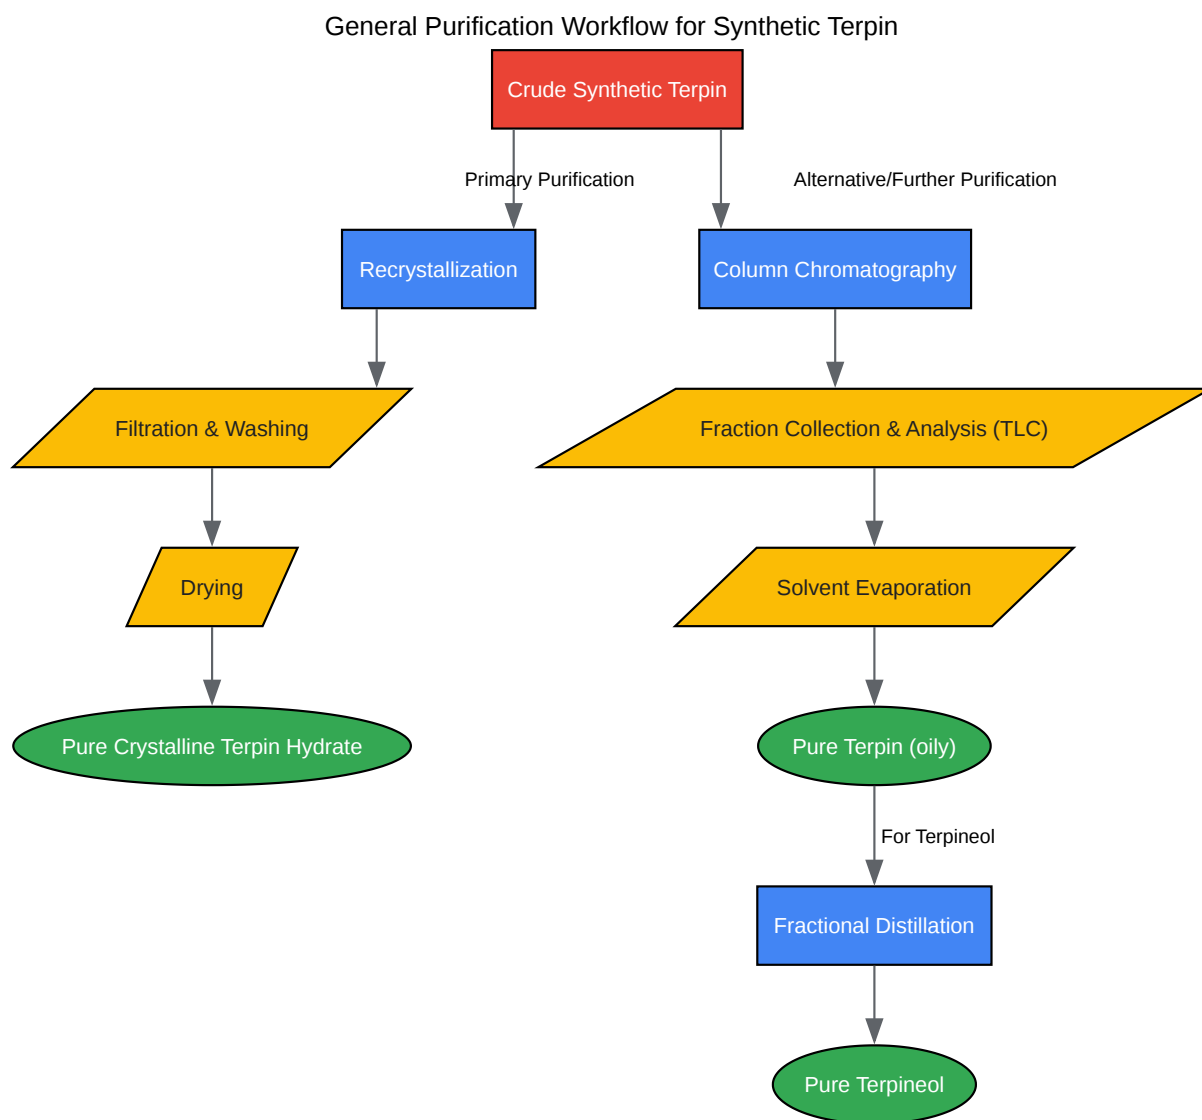 General Purification Workflow for Synthetic Terpin
Crude Synthetic Terpin
Primary Purification
Alternative/Further Purification
Recrystallization
Column Chromatography
Filtration & Washing
Fraction Collection & Analysis (TLC)
Drying
Solvent Evaporation
Pure Crystalline Terpin Hydrate
Pure Terpin (oily)
For Terpineol
Fractional Distillation
Pure Terpineol